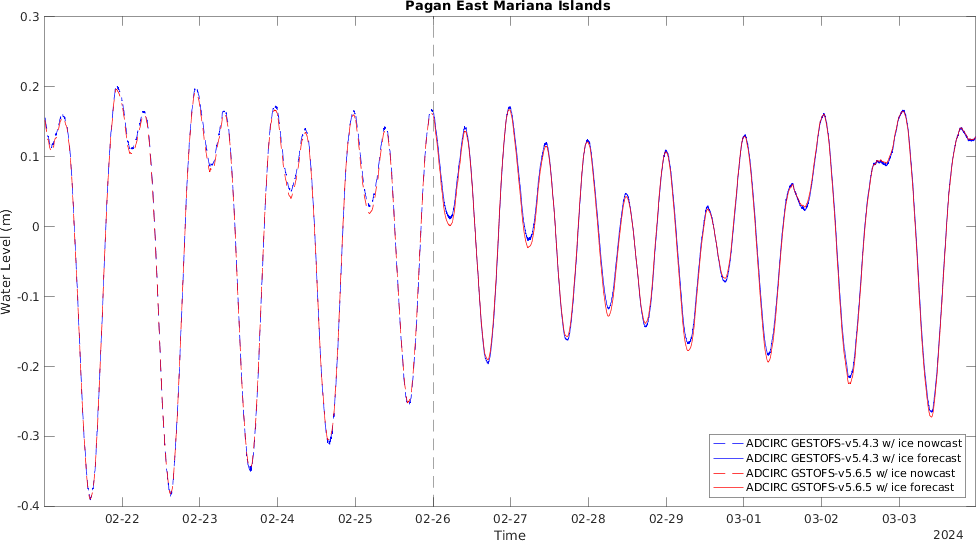 Pagan East Mariana Islands
0.3
0.2
0.1
0
-0.1
-0.2
-0.3
-0.4
Water Level (m)
ADCIRC GESTOFS-v5.4.3 w/ ice nowcast
ADCIRC GESTOFS-v5.4.3 w/ ice forecast
ADCIRC GSTOFS-v5.6.5 w/ ice nowcast
ADCIRC GSTOFS-v5.6.5 w/ ice forecast
02-22 02-23 02-24 02-25 02-26 02-27 02-28 02-29 03-01 03-02 03-03
Time
2024